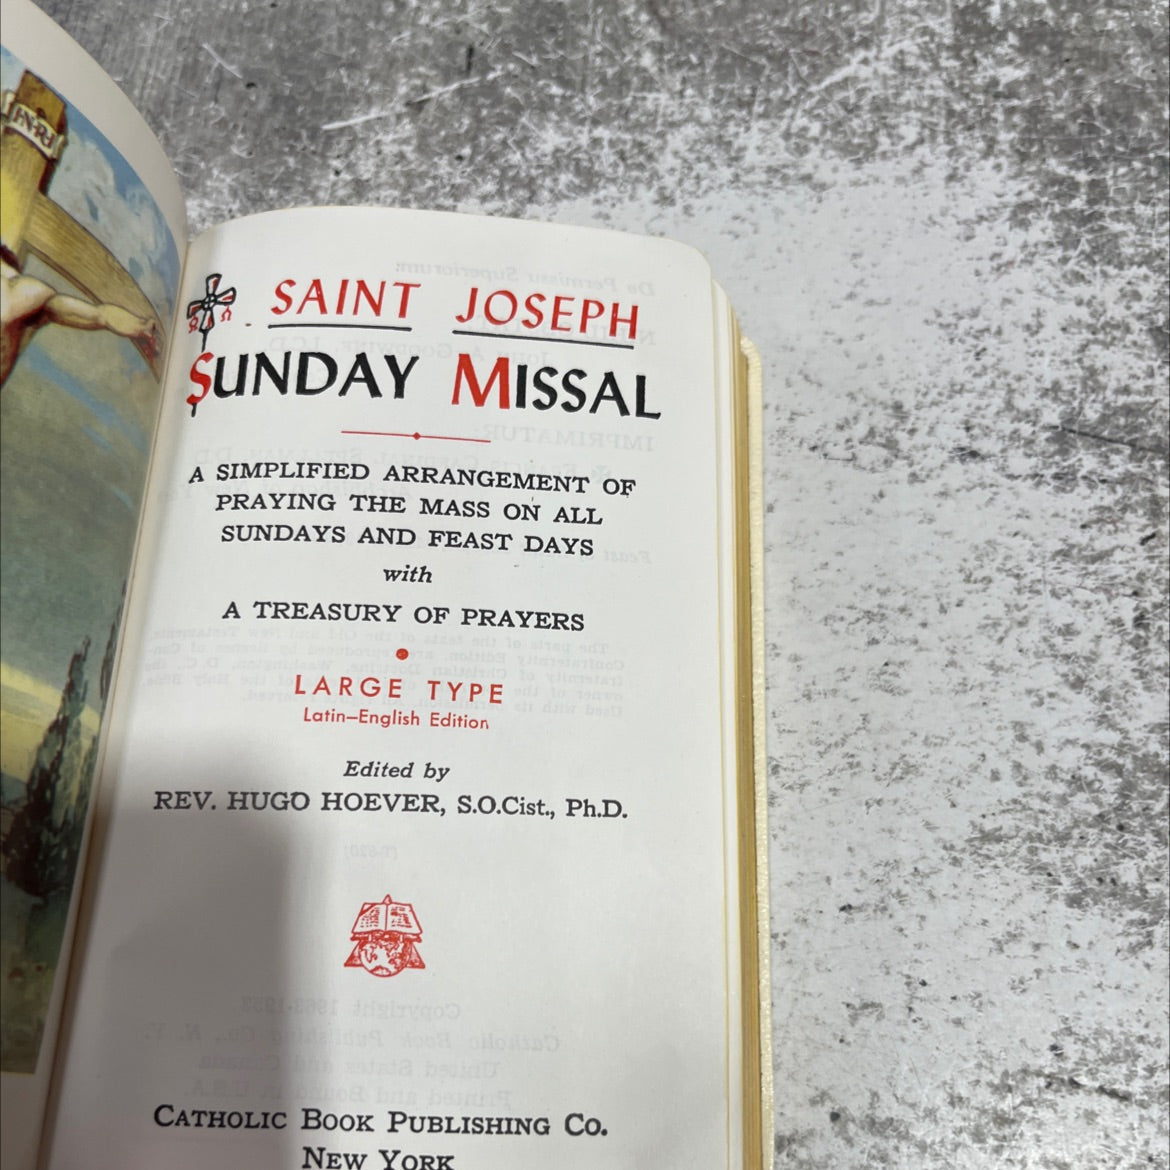 I·N·R·I
SAINT JOSEPH
SUNDAY MISSAL
A SIMPLIFIED ARRANGEMENT OF
PRAYING THE MASS ON ALL
SUNDAYS AND FEAST DAYS
with
A TREASURY OF PRAYERS
LARGE TYPE
Latin–English Edition
Edited by
REV. HUGO HOEVER, S.O.Cist., Ph.D.
CATHOLIC BOOK PUBLISHING CO.
NEW YORK